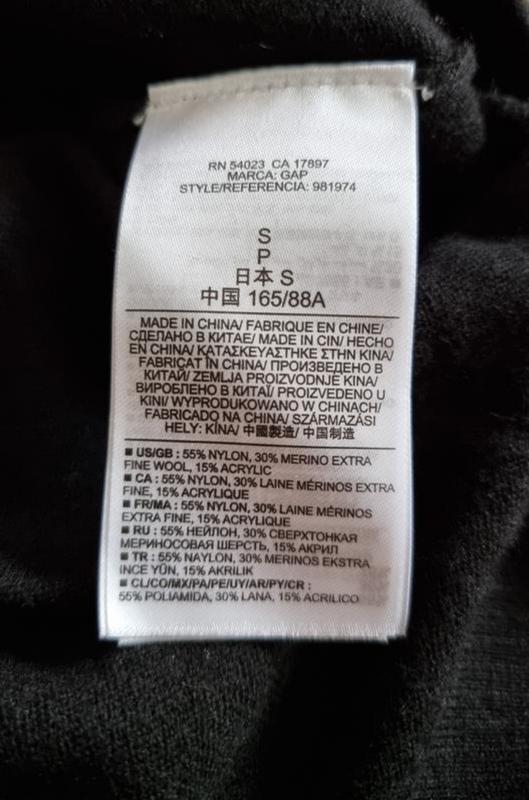 RN 54023 CA 17897
MARCA: GAP
STYLE/REFERENCIA: 981974
S
P
日本 S
中国 165/88A
MADE IN CHINA/ FABRIQUE EN CHINE/
СДЕЛАНО В КИТАЕ/ MADE IN CIN/ HECHO
EN CHINA/ ΚΑΤΑΣΚΕΥΑΣΤΗΚΕ ΣΤΗΝ ΚΙΝΑ/
FABRICAT ÎN CHINA/ ПРОИЗВЕДЕНО В
КИТАЙ/ ZEMLJA PROIZVODNJE KINA/
ВИРОБЛЕНО В КИТАЇ/ PROIZVEDENO U
KINI/ WYPRODUKOWANO W CHINACH/
FABRICADO NA CHINA/ SZÁRMAZÁSI
HELY: KÍNA/ 中國製造/ 中国制造
■ US/GB : 55% NYLON, 30% MERINO EXTRA
FINE WOOL, 15% ACRYLIC
■ CA : 55% NYLON, 30% LAINE MÉRINOS EXTRA
FINE, 15% ACRYLIQUE
■ FR/MA : 55% NYLON, 30% LAINE MÉRINOS
EXTRA FINE, 15% ACRYLIQUE
■ RU : 55% НЕЙЛОН, 30% СВЕРХТОНКАЯ
МЕРИНОСОВАЯ ШЕРСТЬ, 15% АКРИЛ
■ TR : 55% NAYLON, 30% MERINOS EKSTRA
INCE YÜN, 15% AKRILIK
■ CL/CO/MX/PA/PE/UY/AR/PY/CR :
55% POLIAMIDA, 30% LANA, 15% ACRILICO